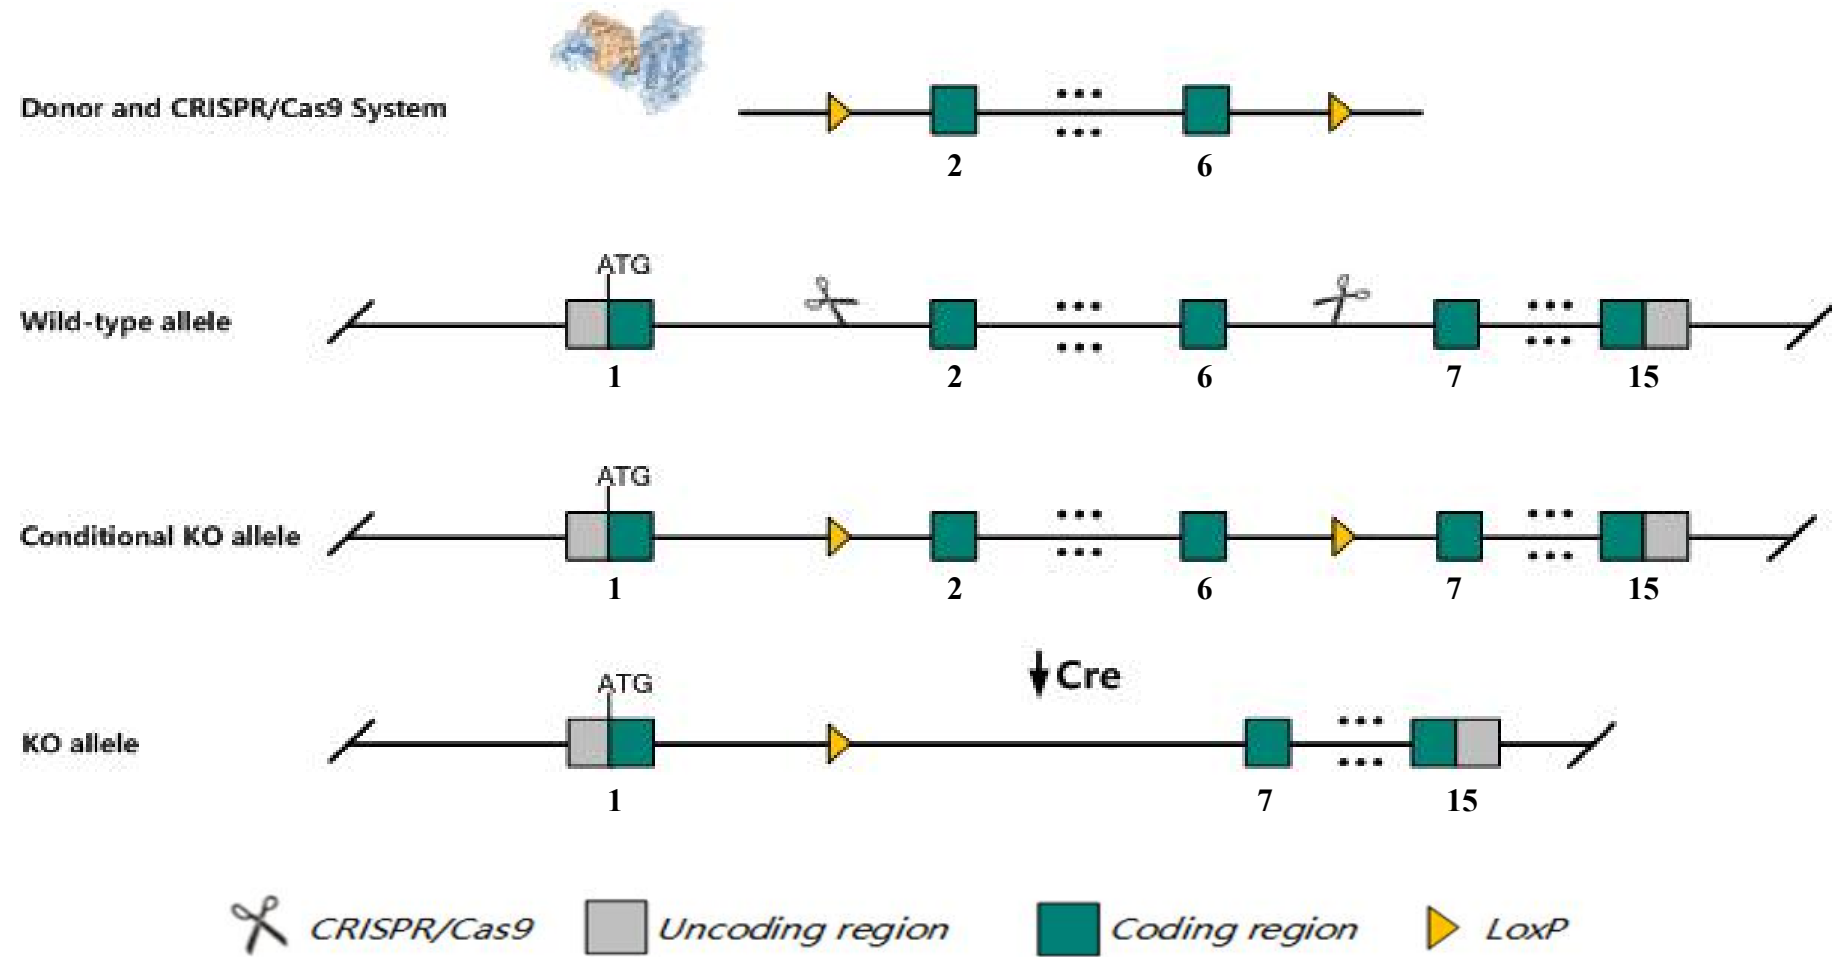 Donor and CRISPR/Cas9 System
2 6
ATG
Wild-type allele
1 2 6 7 15
ATG
Conditional KO allele
1 2 6 7 15
Cre
ATG
KO allele
1 7 15
CRISPR/Cas9 Uncoding region Coding region LoxP